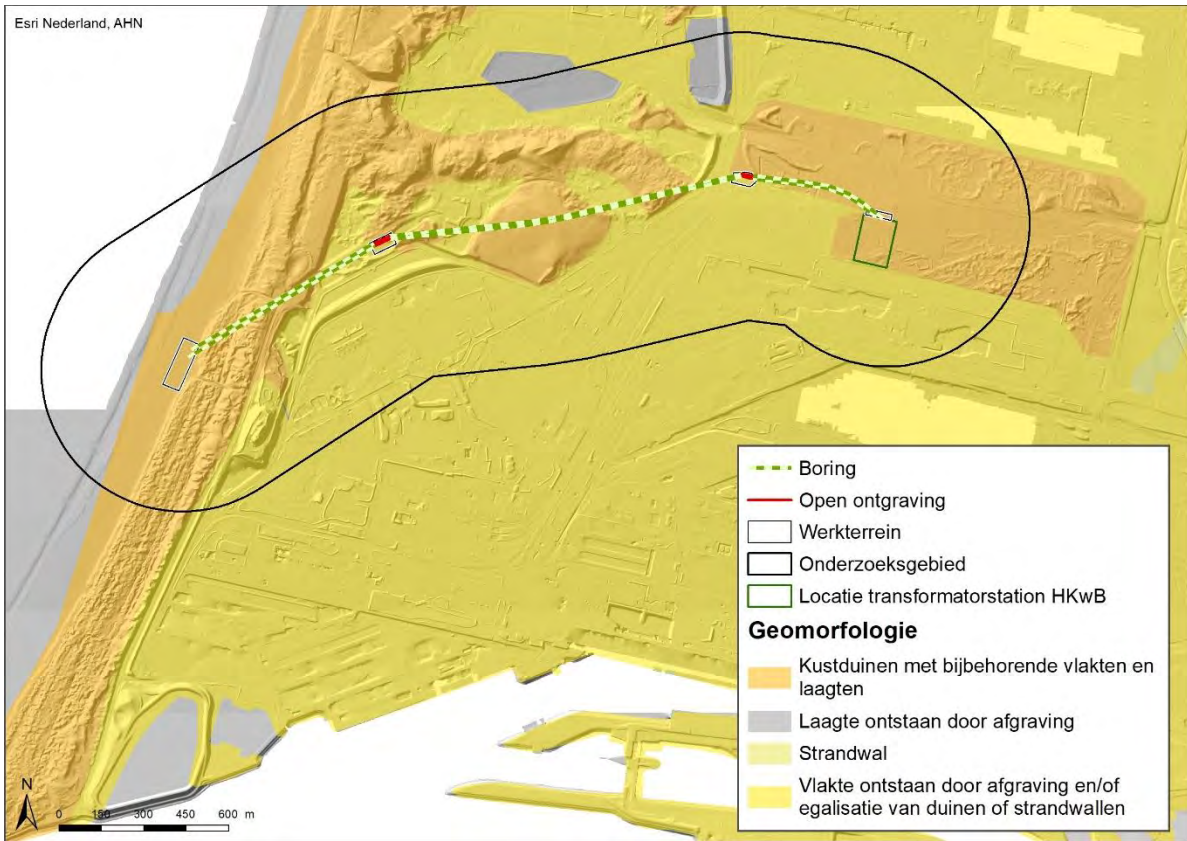 Esri Nederland, AHN
Boring
Open ontgraving
Werkterrein
Onderzoeksgebied
Locatie transformatorstation HKwB
Geomorfologie
Kustduinen met bijbehorende vlakten en
laagten
Laagte ontstaan door afgraving
Strandwal
Vlakte ontstaan door afgraving en/of
egalisatie van duinen of strandwallen
N
0 150 300 450 600 m